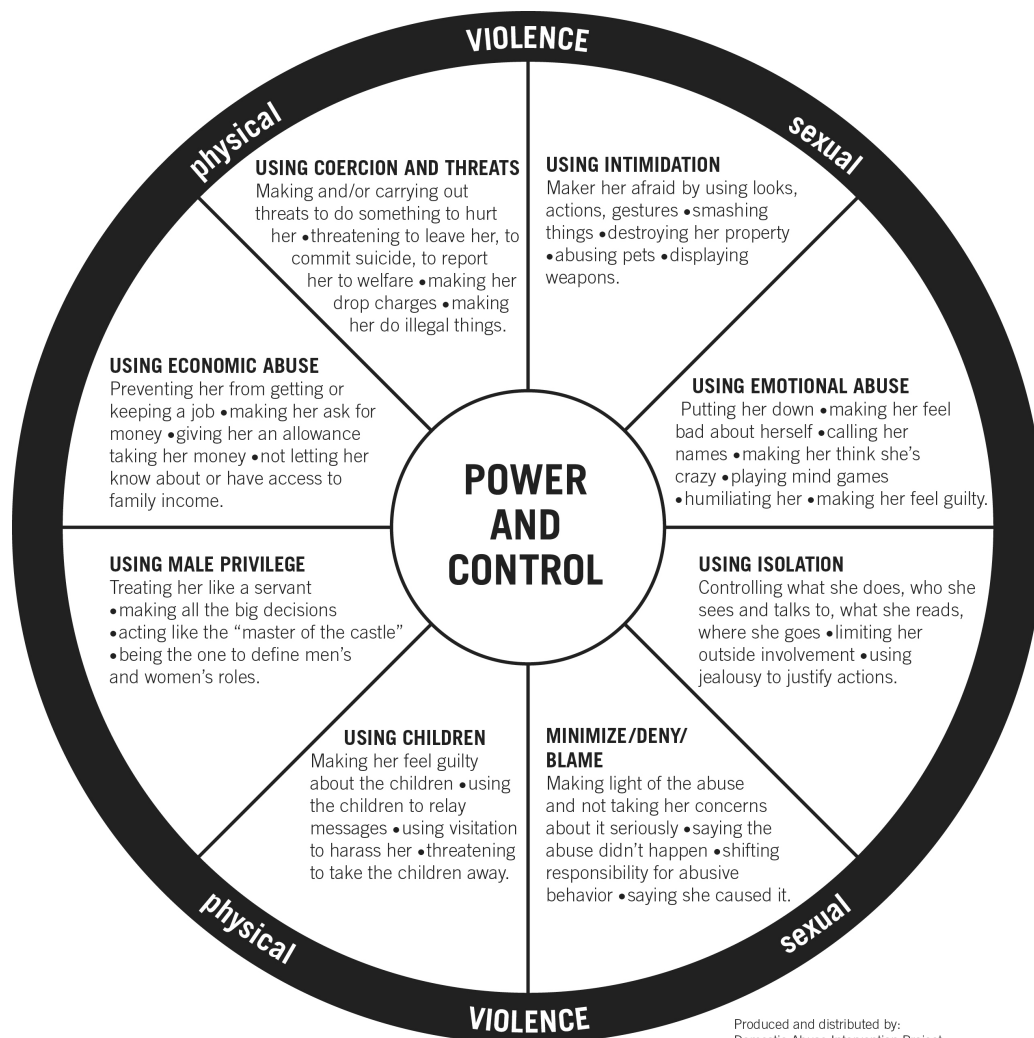 VIOLENCE
physical
sexual
USING COERCION AND THREATS
Making and/or carrying out
threats to do something to hurt
her •threatening to leave her, to
commit suicide, to report
her to welfare •making her
drop charges •making
her do illegal things.
USING INTIMIDATION
Maker her afraid by using looks,
actions, gestures •smashing
things •destroying her property
•abusing pets •displaying
weapons.
USING ECONOMIC ABUSE
Preventing her from getting or
keeping a job •making her ask for
money •giving her an allowance
taking her money •not letting her
know about or have access to
family income.
USING EMOTIONAL ABUSE
Putting her down •making her feel
bad about herself •calling her
names •making her think she’s
crazy •playing mind games
•humiliating her •making her feel guilty.
POWER
AND
CONTROL
USING MALE PRIVILEGE
Treating her like a servant
•making all the big decisions
•acting like the “master of the castle”
•being the one to define men’s
and women’s roles.
USING ISOLATION
Controlling what she does, who she
sees and talks to, what she reads,
where she goes •limiting her
outside involvement •using
jealousy to justify actions.
USING CHILDREN
Making her feel guilty
about the children •using
the children to relay
messages •using visitation
to harass her •threatening
to take the children away.
MINIMIZE/DENY/
BLAME
Making light of the abuse
and not taking her concerns
about it seriously •saying the
abuse didn’t happen •shifting
responsibility for abusive
behavior •saying she caused it.
physical
sexual
VIOLENCE
Produced and distributed by: